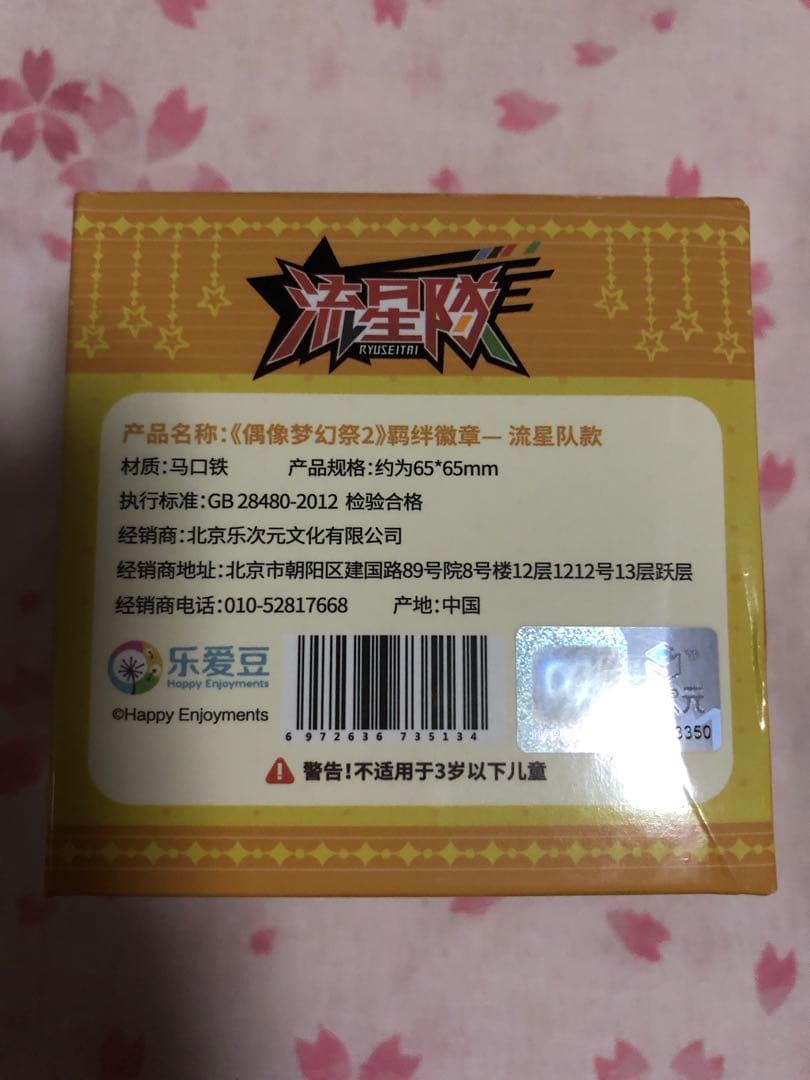 流星隊
RYUSEITAI
产品名称:《偶像梦幻祭2》羁绊徽章— 流星队款
材质:马口铁 产品规格:约为65*65mm
执行标准:GB 28480-2012 检验合格
经销商:北京乐次元文化有限公司
经销商地址:北京市朝阳区建国路89号院8号楼12层1212号13层跃层
经销商电话:010-52817668 产地:中国
乐爱豆
Happy Enjoyments
©Happy Enjoyments
6 972636 735134
元
3350
警告!不适用于3岁以下儿童